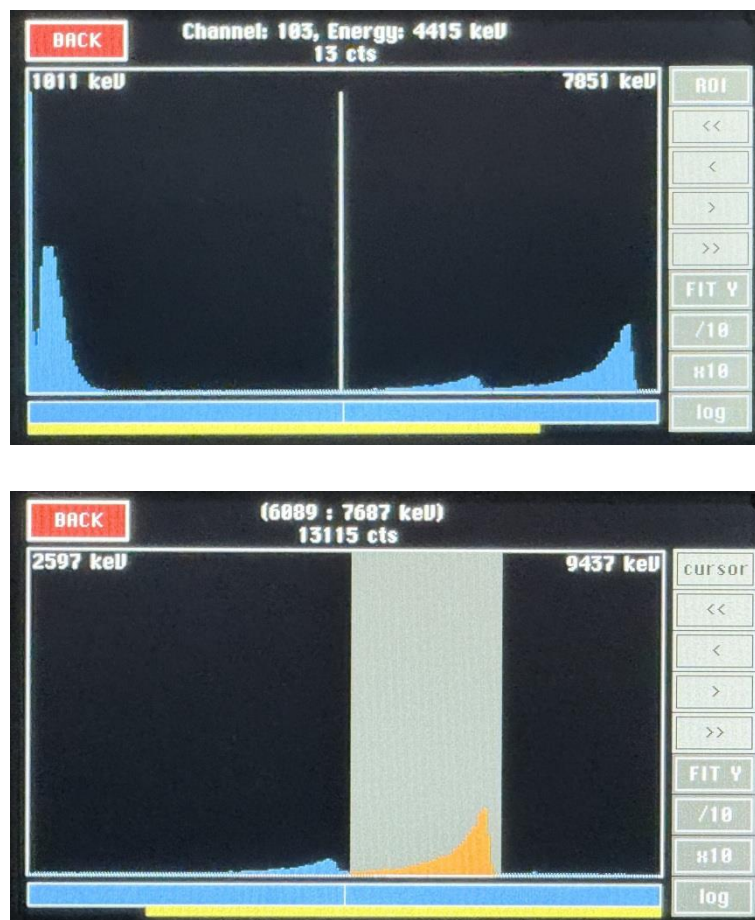 BACK
Channel: 103, Energy: 4415 keV
13 cts
1011 keV
7851 keV
ROI
<<
<
>
>>
FIT Y
/10
x10
log
BACK
(6089 : 7687 keV)
13115 cts
2597 keV
9437 keV
cursor
<<
<
>
>>
FIT Y
/10
x10
log